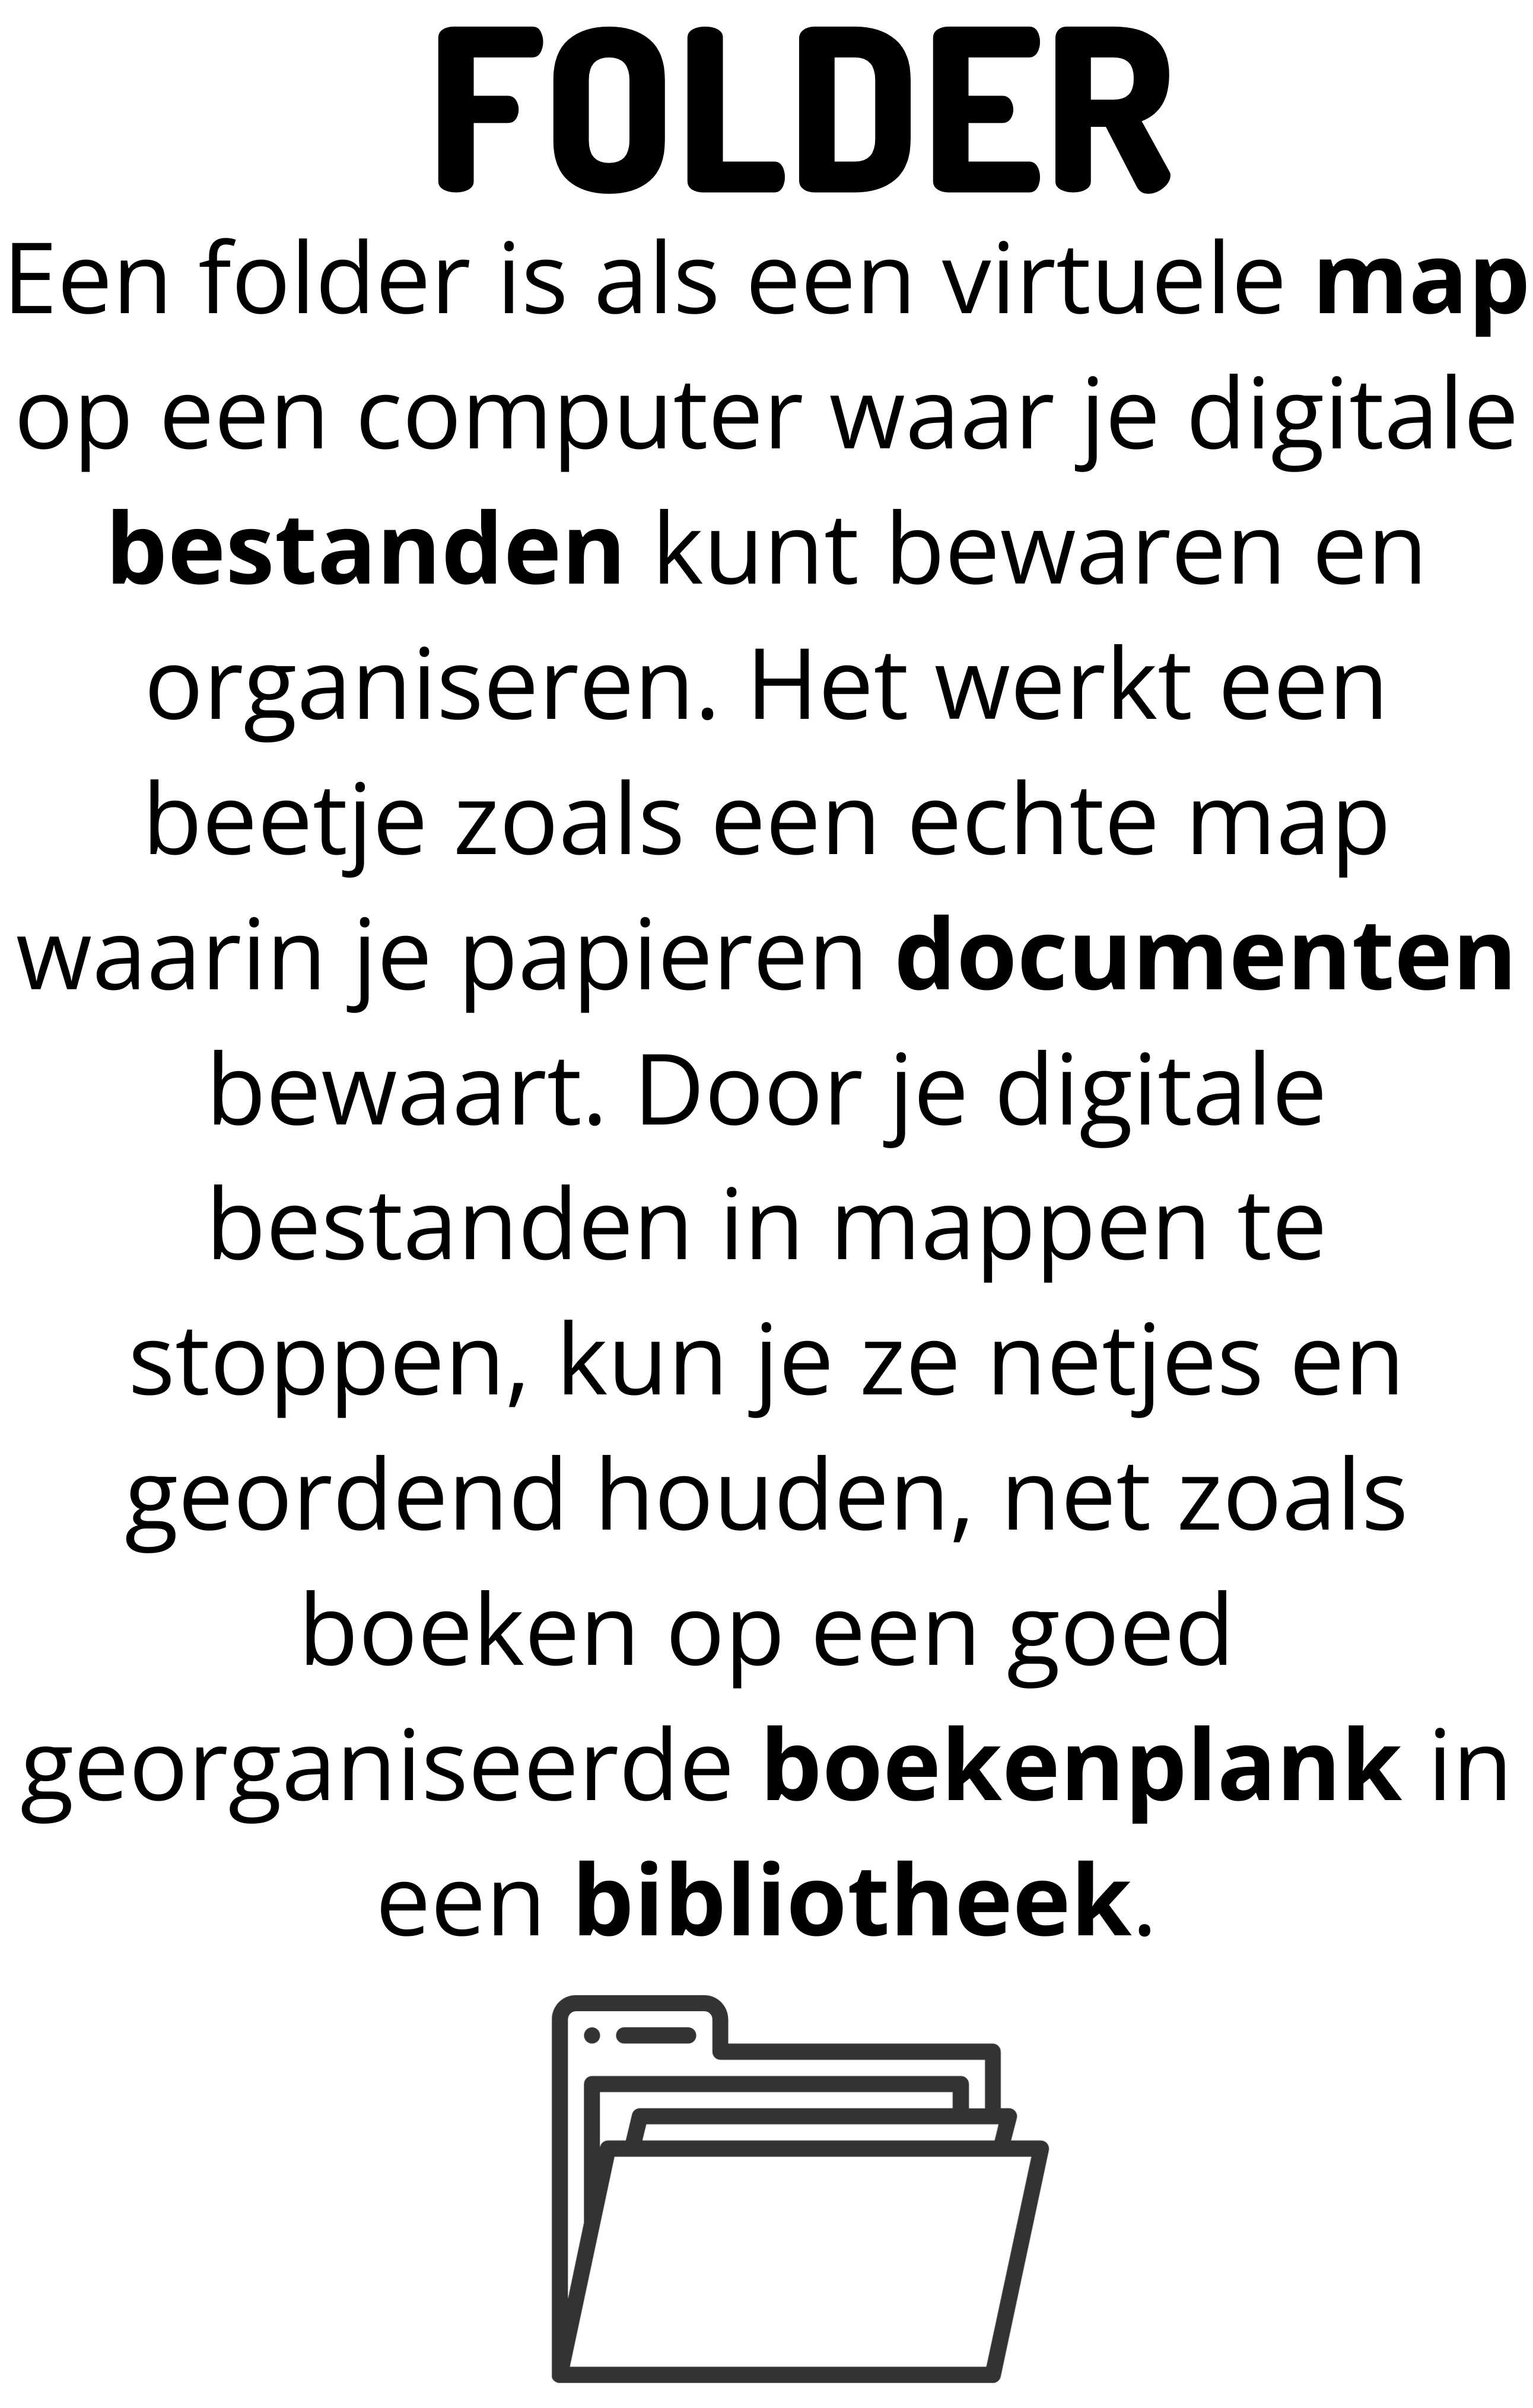 FOLDER
Een folder is als een virtuele map
op een computer waar je digitale
bestanden kunt bewaren en
organiseren. Het werkt een
beetje zoals een echte map
waarin je papieren documenten
bewaart. Door je digitale
bestanden in mappen te
stoppen, kun je ze netjes en
geordend houden, net zoals
boeken op een goed
georganiseerde boekenplank in
een bibliotheek.